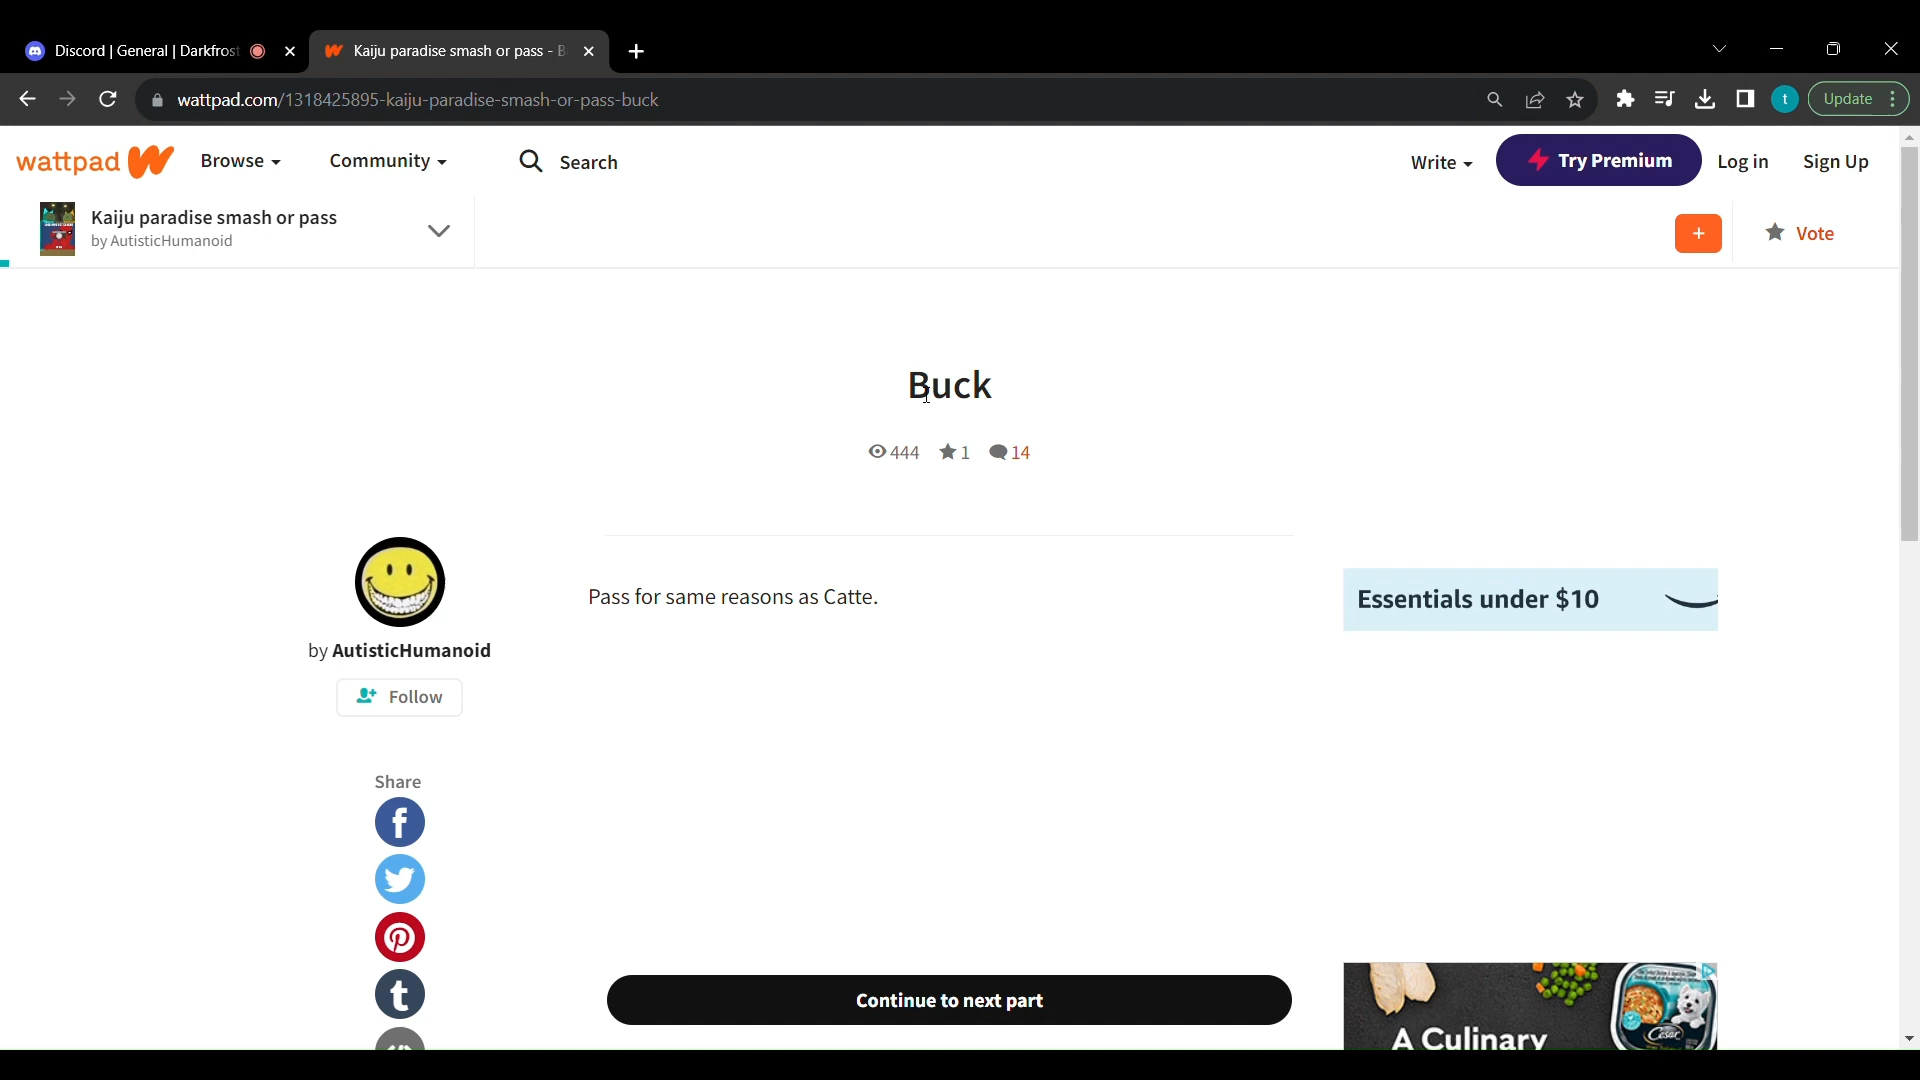 Discord | General | Darkfrost
Kaiju paradise smash or pass - B
wattpad.com/1318425895-kaiju-paradise-smash-or-pass-buck
t
Update
wattpad
Browse
Community
Search
Write
Try Premium
Log in
Sign Up
Kaiju paradise smash or pass
by AutisticHumanoid
+
Vote
Buck
444
1
14
Pass for same reasons as Catte.
Essentials under $10
by AutisticHumanoid
Follow
Share
Continue to next part
A Culinary
Cesar